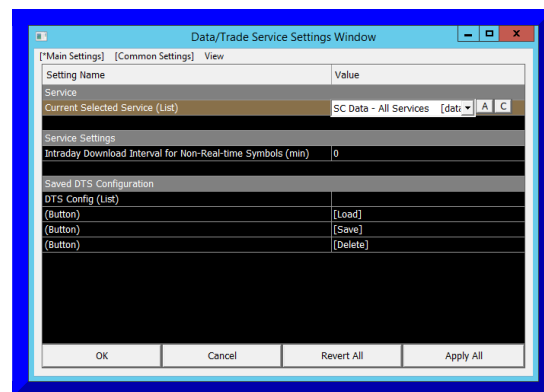 Data/Trade Service Settings Window
[*Main Settings] [Common Settings] View
Setting Name Value
Service
Current Selected Service (List) SC Data - All Services [data A C
Service Settings
Intraday Download Interval for Non-Real-time Symbols (min) 0
Saved DTS Configuration
DTS Config (List)
(Button) [Load]
(Button) [Save]
(Button) [Delete]
OK Cancel Revert All Apply All